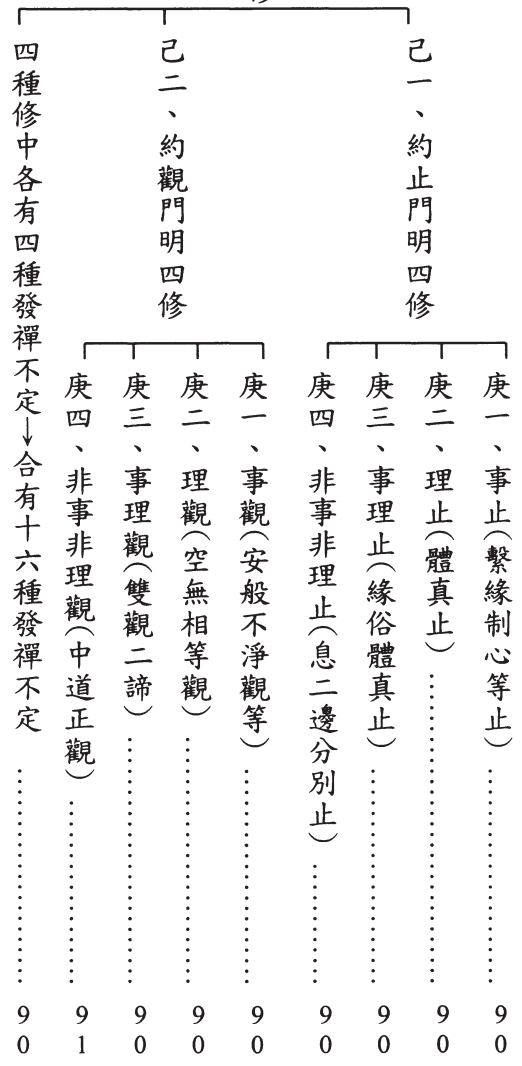 己一、約止門明四修
庚一、事止(繫緣制心等止)……90
庚二、理止(體真止)……90
庚三、事理止(緣俗體真止)……90
庚四、非事非理止(息二邊分別止)……90
己二、約觀門明四修
庚一、事觀(安般不淨觀等)……90
庚二、理觀(空無相等觀)……90
庚三、事理觀(雙觀二諦)……90
庚四、非事非理觀(中道正觀)……91
四種修中各有四種發禪不定→合有十六種發禪不定……90